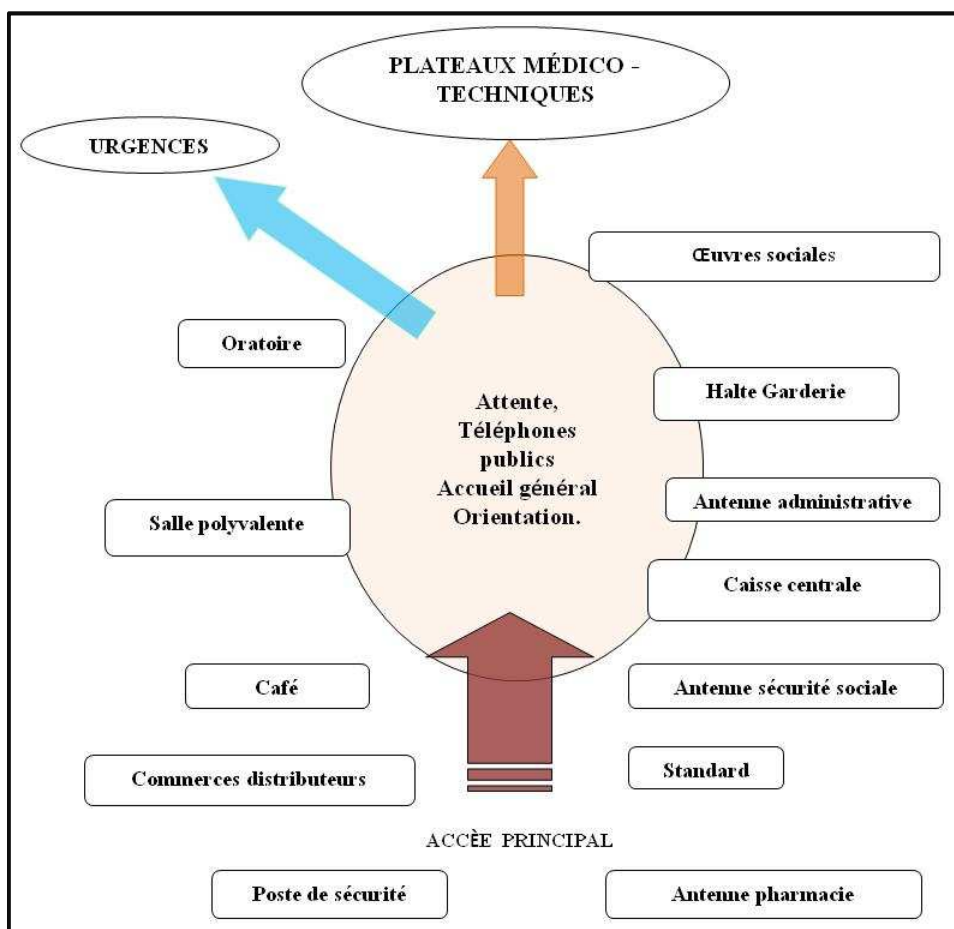 PLATEAUX MÉDICO -
TECHNIQUES
URGENCES
Œuvres sociales
Oratoire
Halte Garderie
Attente,
Téléphones
publics
Accueil général
Orientation.
Antenne administrative
Salle polyvalente
Caisse centrale
Café
Antenne sécurité sociale
Commerces distributeurs
Standard
ACCÈE PRINCIPAL
Poste de sécurité
Antenne pharmacie